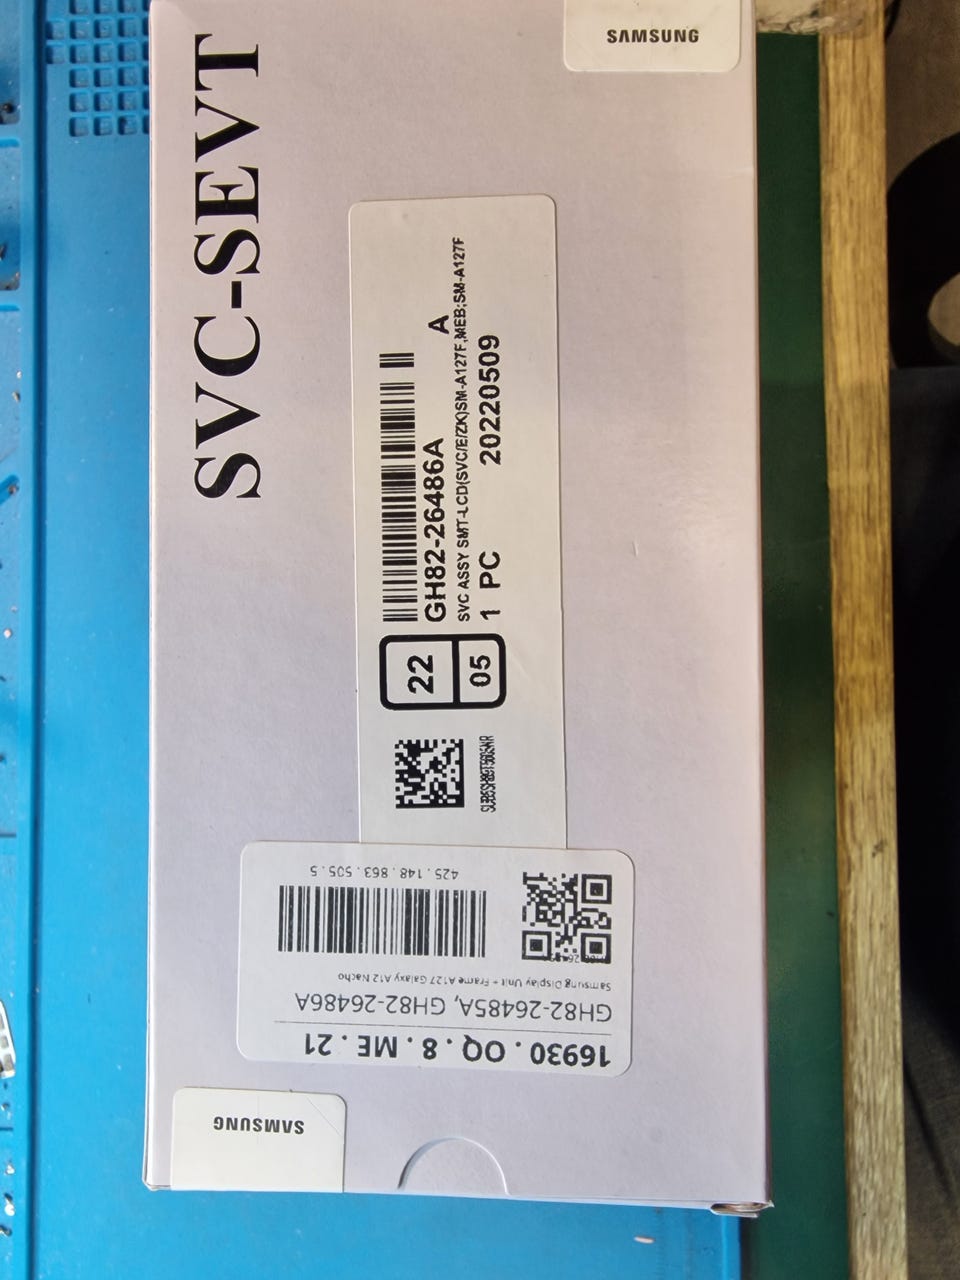 SAMSUNG
SVC-SEVT
GH82-26486A
A
SVC ASSY SMT-LCD(SVC/E/ZK)SM-A127F,MEB;SM-A127F
1 PC 20220509
22
05
16930 . QQ . 8 . ME . 21
GH82-26485A, GH82-26486A
Samsung Display Unit + Frame A127 Galaxy A12 Nacho
425 . 148 . 863 . 505 . 5
SAMSUNG